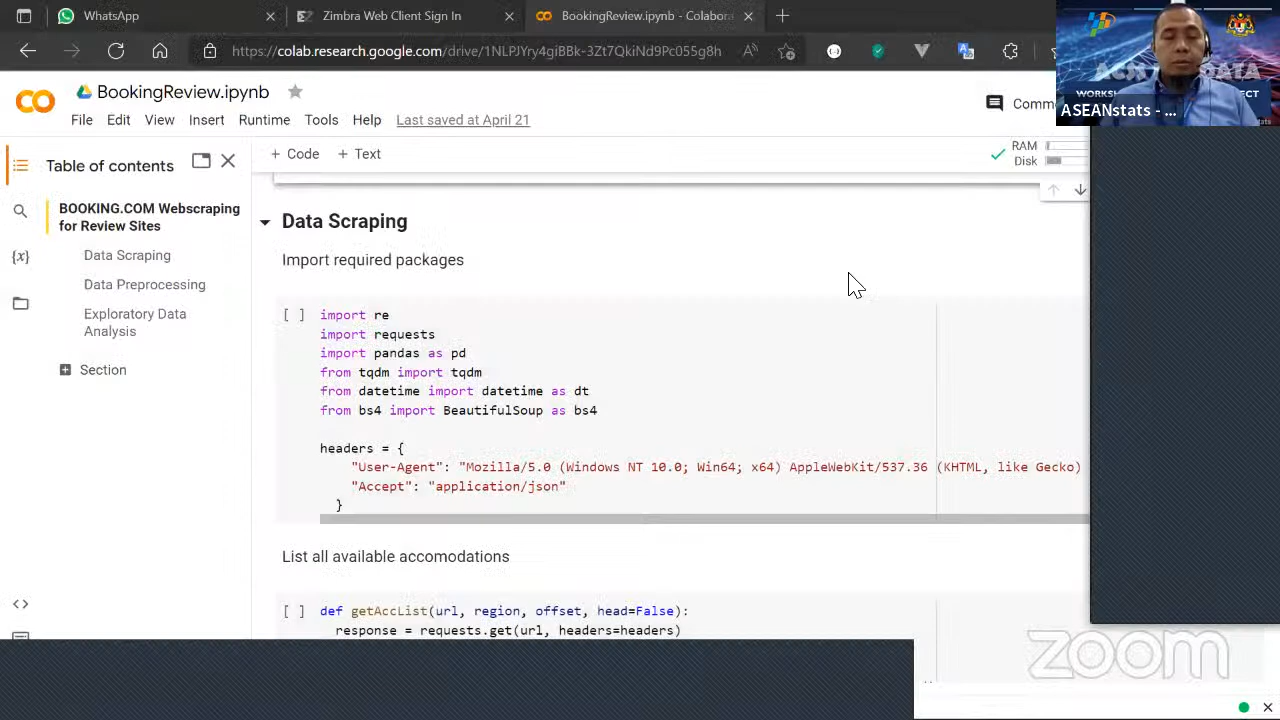 WhatsApp
Zimbra Web Client Sign In
BookingReview.ipynb - Colabor
https://colab.research.google.com/drive/
BookingReview.ipynb
Comm
File Edit View Insert Runtime Tools Help Last saved at April 21
WORKS
ECT
ASEANstats - ...
Table of contents
+ Code + Text
RAM
Disk
BOOKING.COM Webscraping
for Review Sites
Data Scraping
Data Preprocessing
Exploratory Data
Analysis
Section
Data Scraping
Import required packages
[ ] import re
import requests
import pandas as pd
from tqdm import tqdm
from datetime import datetime as dt
from bs4 import BeautifulSoup as bs4
headers = {
"User-Agent": "Mozilla/5.0 (Windows NT 10.0; Win64; x64) AppleWebKit/537.36 (KHTML, like Gecko)
"Accept": "application/json"
}
List all available accomodations
[ ] def getAccList(url, region, offset, head=False):
response = requests.get(url, headers=headers)
zoom